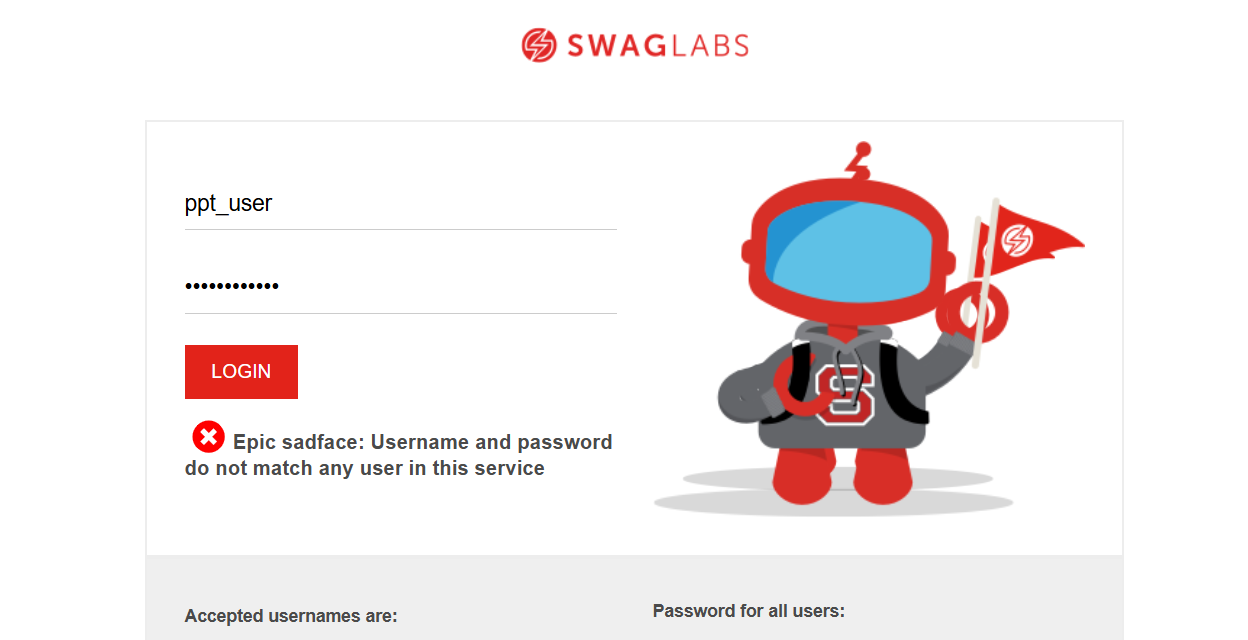 SWAGLABS
ppt_user
••••••••••••
LOGIN
Epic sadface: Username and password
do not match any user in this service
S
Accepted usernames are:
Password for all users: